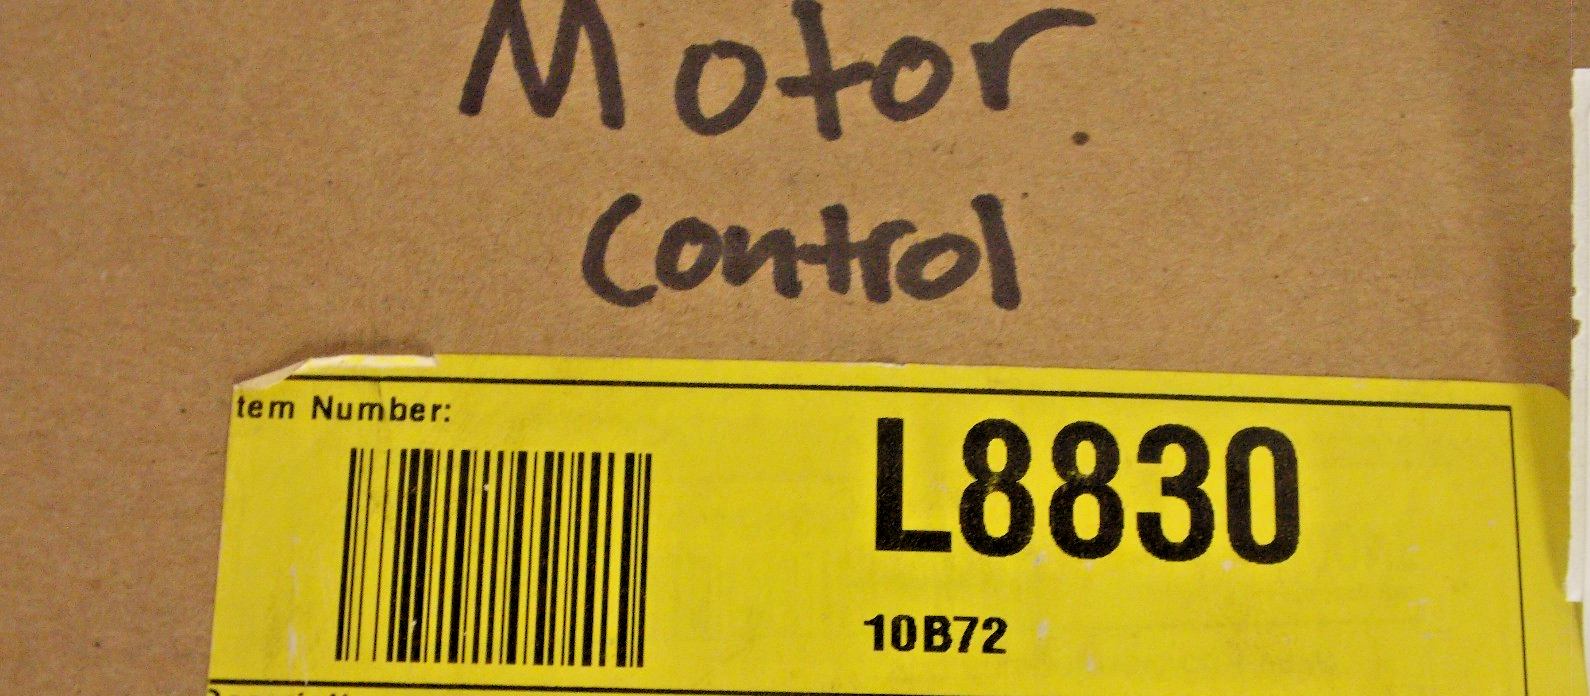 Motor
Control
tem Number:
L8830
10B72